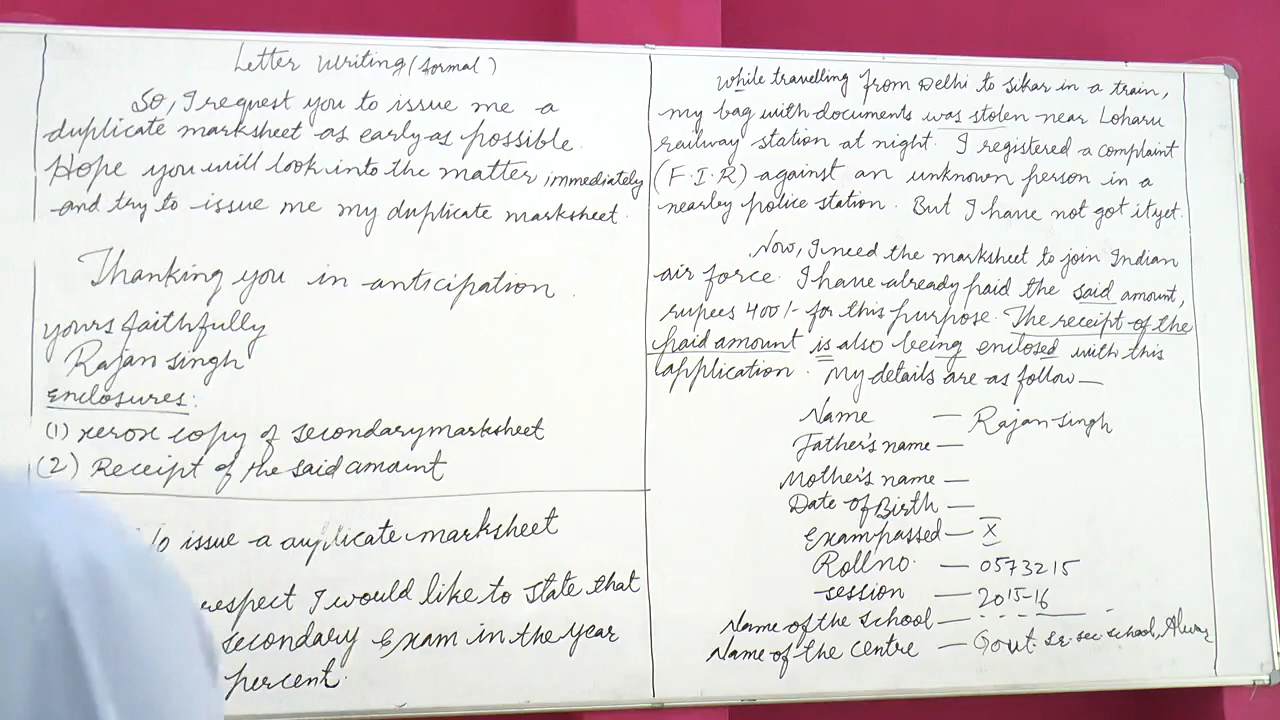 Letter Writing (formal)
So, I request you to issue me a
duplicate marksheet as early as possible.
Hope you will look into the matter immediately
and try to issue me my duplicate marksheet.
Thanking you in anticipation.
yours faithfully
Rajan singh
enclosures:
(1) xerox copy of secondary marksheet
(2) Receipt of the said amount
to issue a duplicate marksheet
respect I would like to state that
secondary Exam in the year
percent.
While travelling from Delhi to Sikar in a train,
my bag with documents was stolen near Loharu
railway station at night. I registered a complaint
(F.I.R) against an unknown person in a
nearby police station. But I have not got it yet.
Now, I need the marksheet to join Indian
air force. I have already paid the said amount,
rupees 400/- for this purpose. The receipt of the
paid amount is also being enclosed with this
application. My details are as follow—
Name — Rajan singh
Father's name —
Mother's name —
Date of Birth —
Exam passed — X
Roll no. — 0573215
session — 2015-16
Name of the school —
Name of the centre — Govt. Sr. sec. school, Alwar